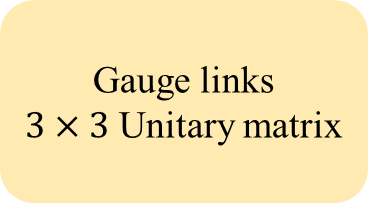 Gauge links
3 × 3 Unitary matrix